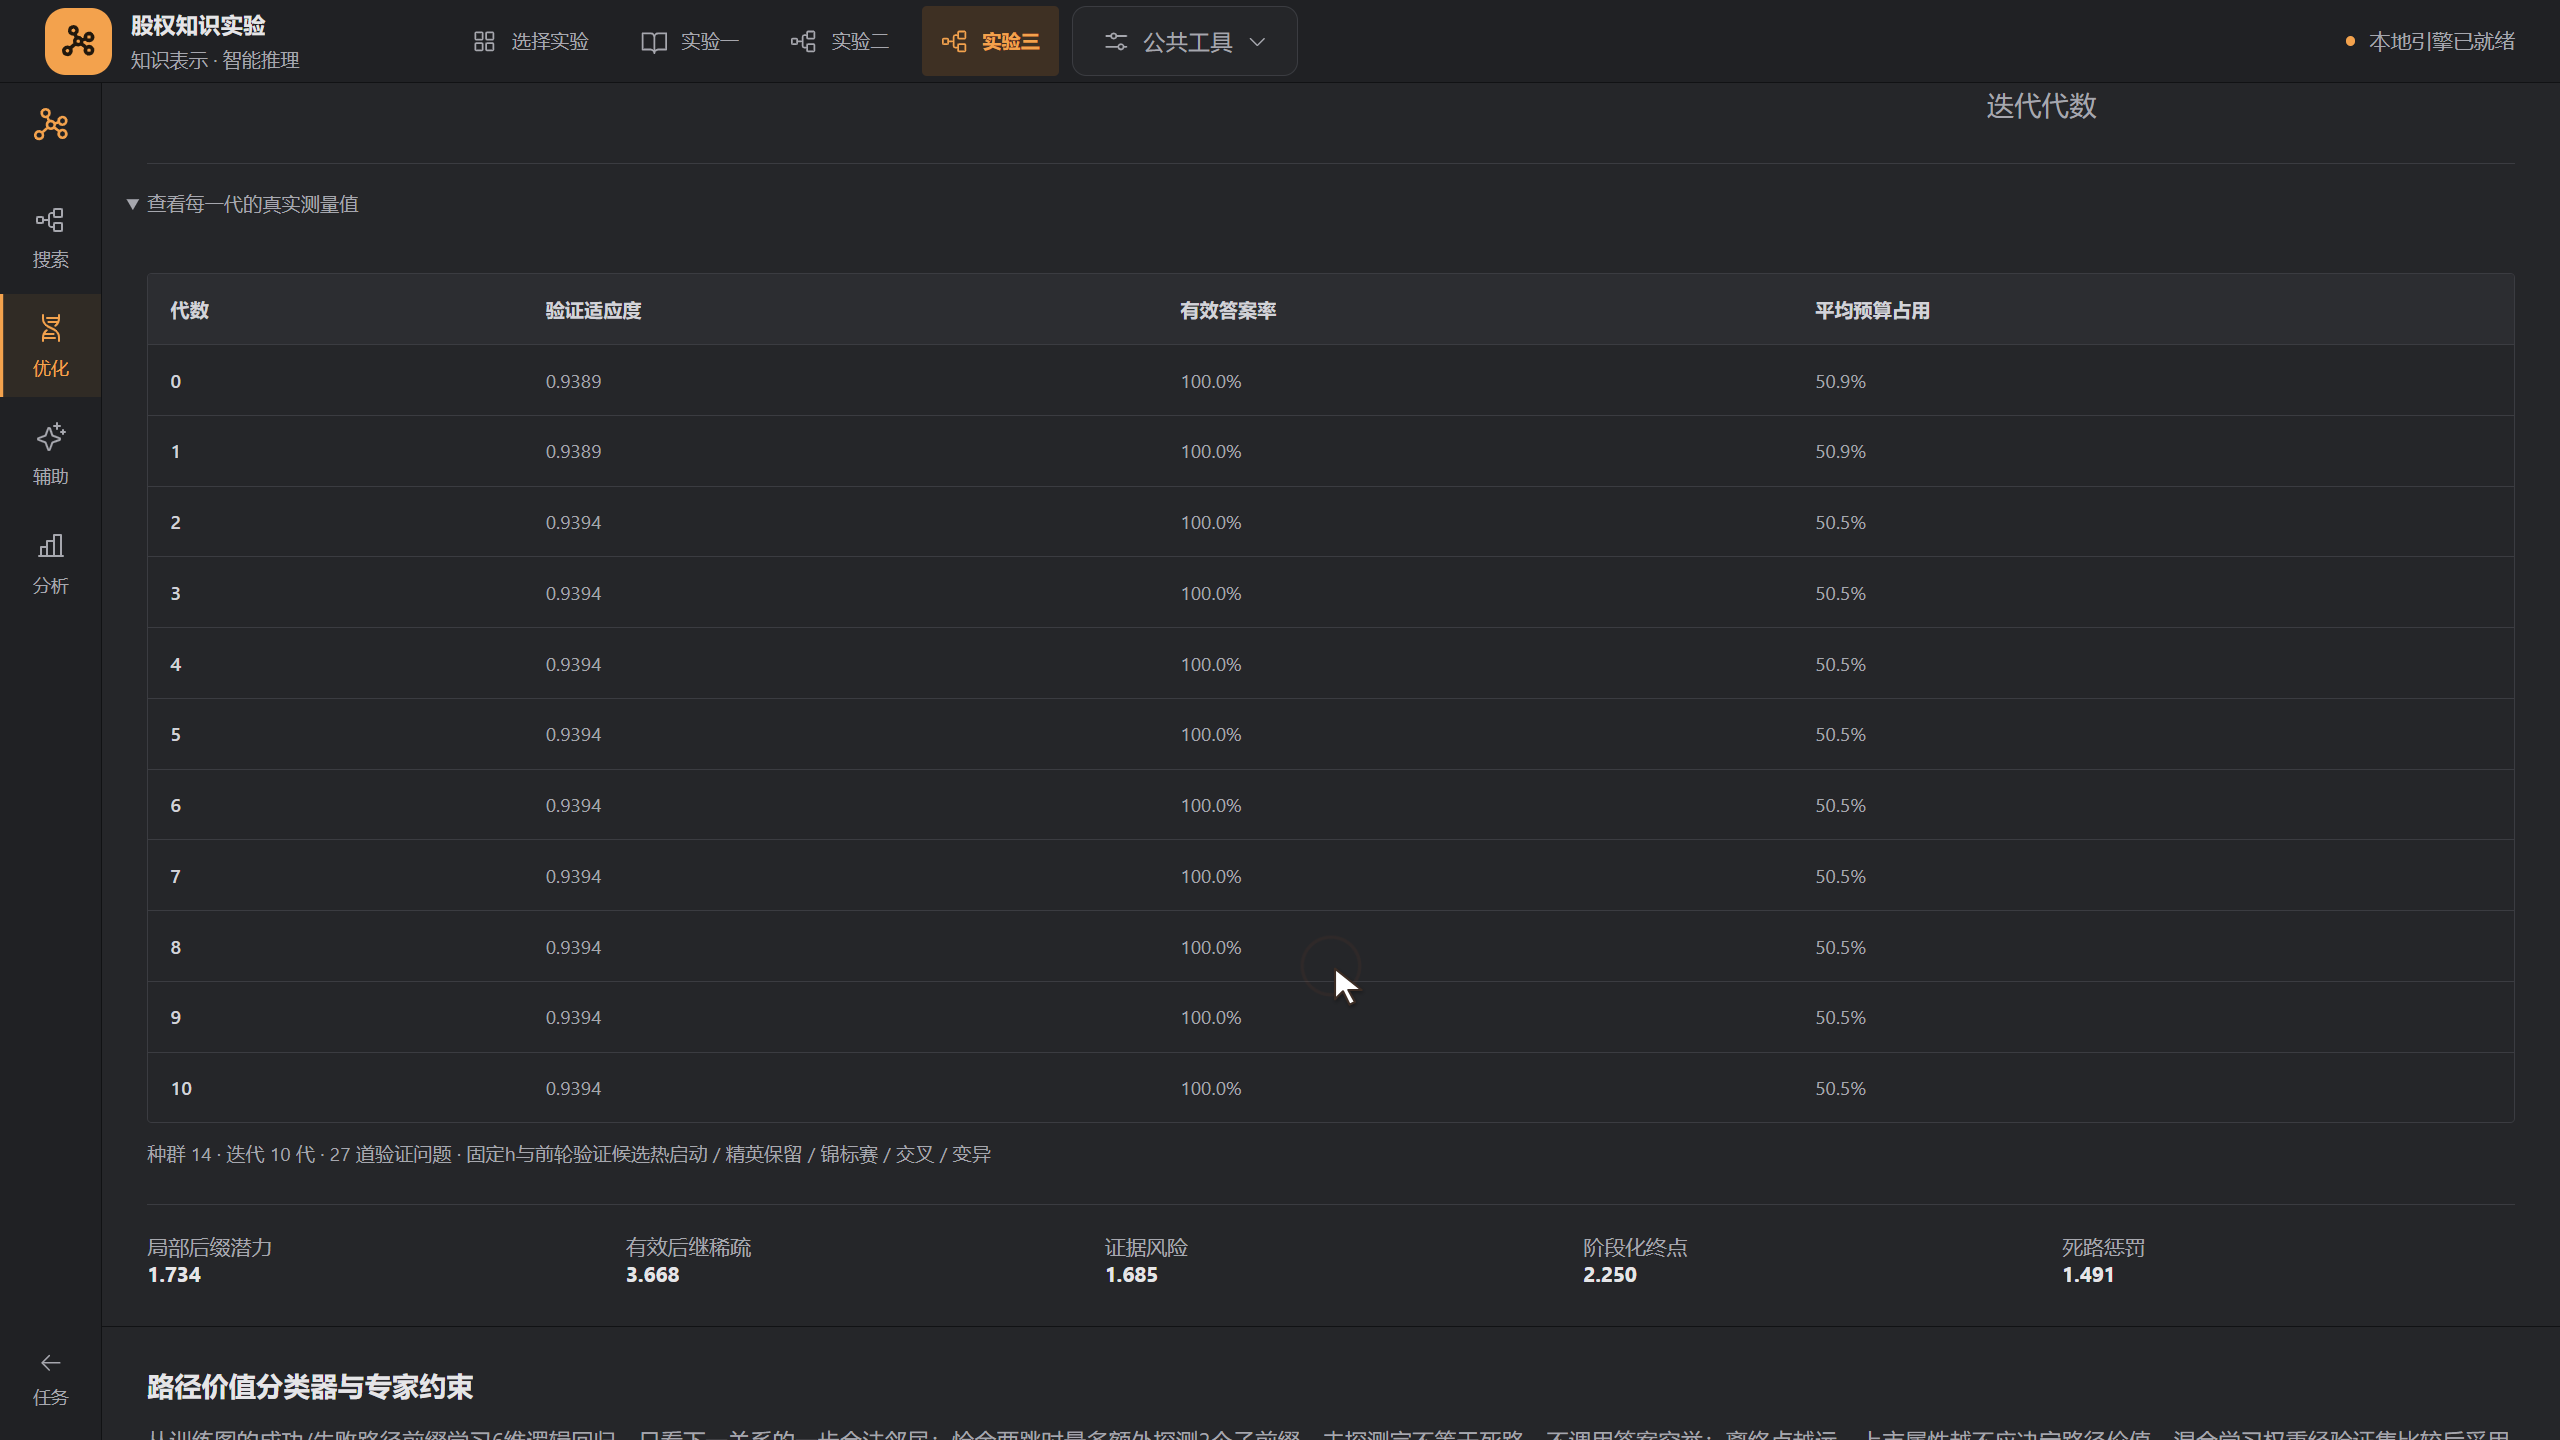 股权知识实验
知识表示 · 智能推理
选择实验
实验一
实验二
实验三
公共工具
本地引擎已就绪
搜索
优化
辅助
分析
任务
迭代代数
查看每一代的真实测量值
代数 验证适应度 有效答案率 平均预算占用
0 0.9389 100.0% 50.9%
1 0.9389 100.0% 50.9%
2 0.9394 100.0% 50.5%
3 0.9394 100.0% 50.5%
4 0.9394 100.0% 50.5%
5 0.9394 100.0% 50.5%
6 0.9394 100.0% 50.5%
7 0.9394 100.0% 50.5%
8 0.9394 100.0% 50.5%
9 0.9394 100.0% 50.5%
10 0.9394 100.0% 50.5%
种群 14 · 迭代 10 代 · 27 道验证问题 · 固定h与前轮验证候选热启动 / 精英保留 / 锦标赛 / 交叉 / 变异
局部后缀潜力 有效后继稀疏 证据风险 阶段化终点 死路惩罚
1.734 3.668 1.685 2.250 1.491
路径价值分类器与专家约束